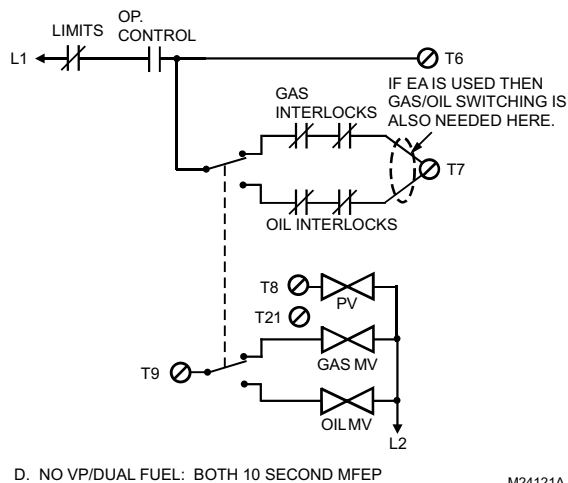 OP.
LIMITS CONTROL
L1
T6
IF EA IS USED THEN
GAS/OIL SWITCHING IS
ALSO NEEDED HERE.
GAS
INTERLOCKS
T7
OIL INTERLOCKS
T8
PV
T21
GAS MV
T9
OIL MV
L2
D. NO VP/DUAL FUEL: BOTH 10 SECOND MFEP
M24121A